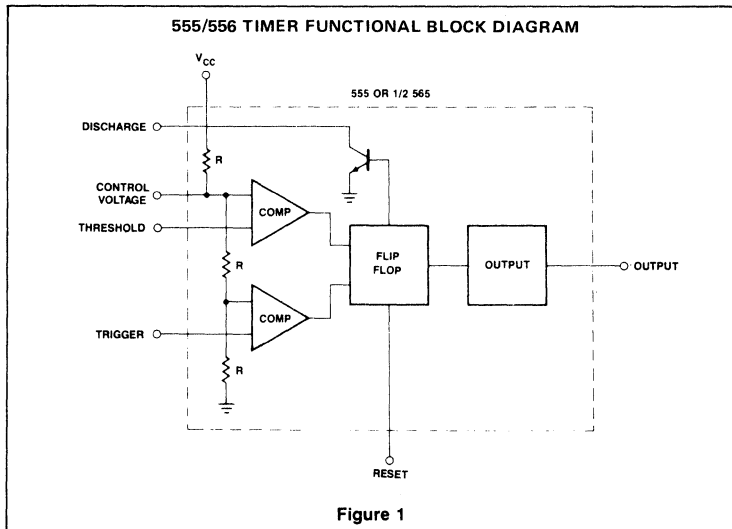 555/556 TIMER FUNCTIONAL BLOCK DIAGRAM
VCC
555 OR 1/2 565
DISCHARGE
R
CONTROL
VOLTAGE
COMP
THRESHOLD
FLIP
FLOP
OUTPUT
OUTPUT
R
COMP
TRIGGER
R
RESET
Figure 1